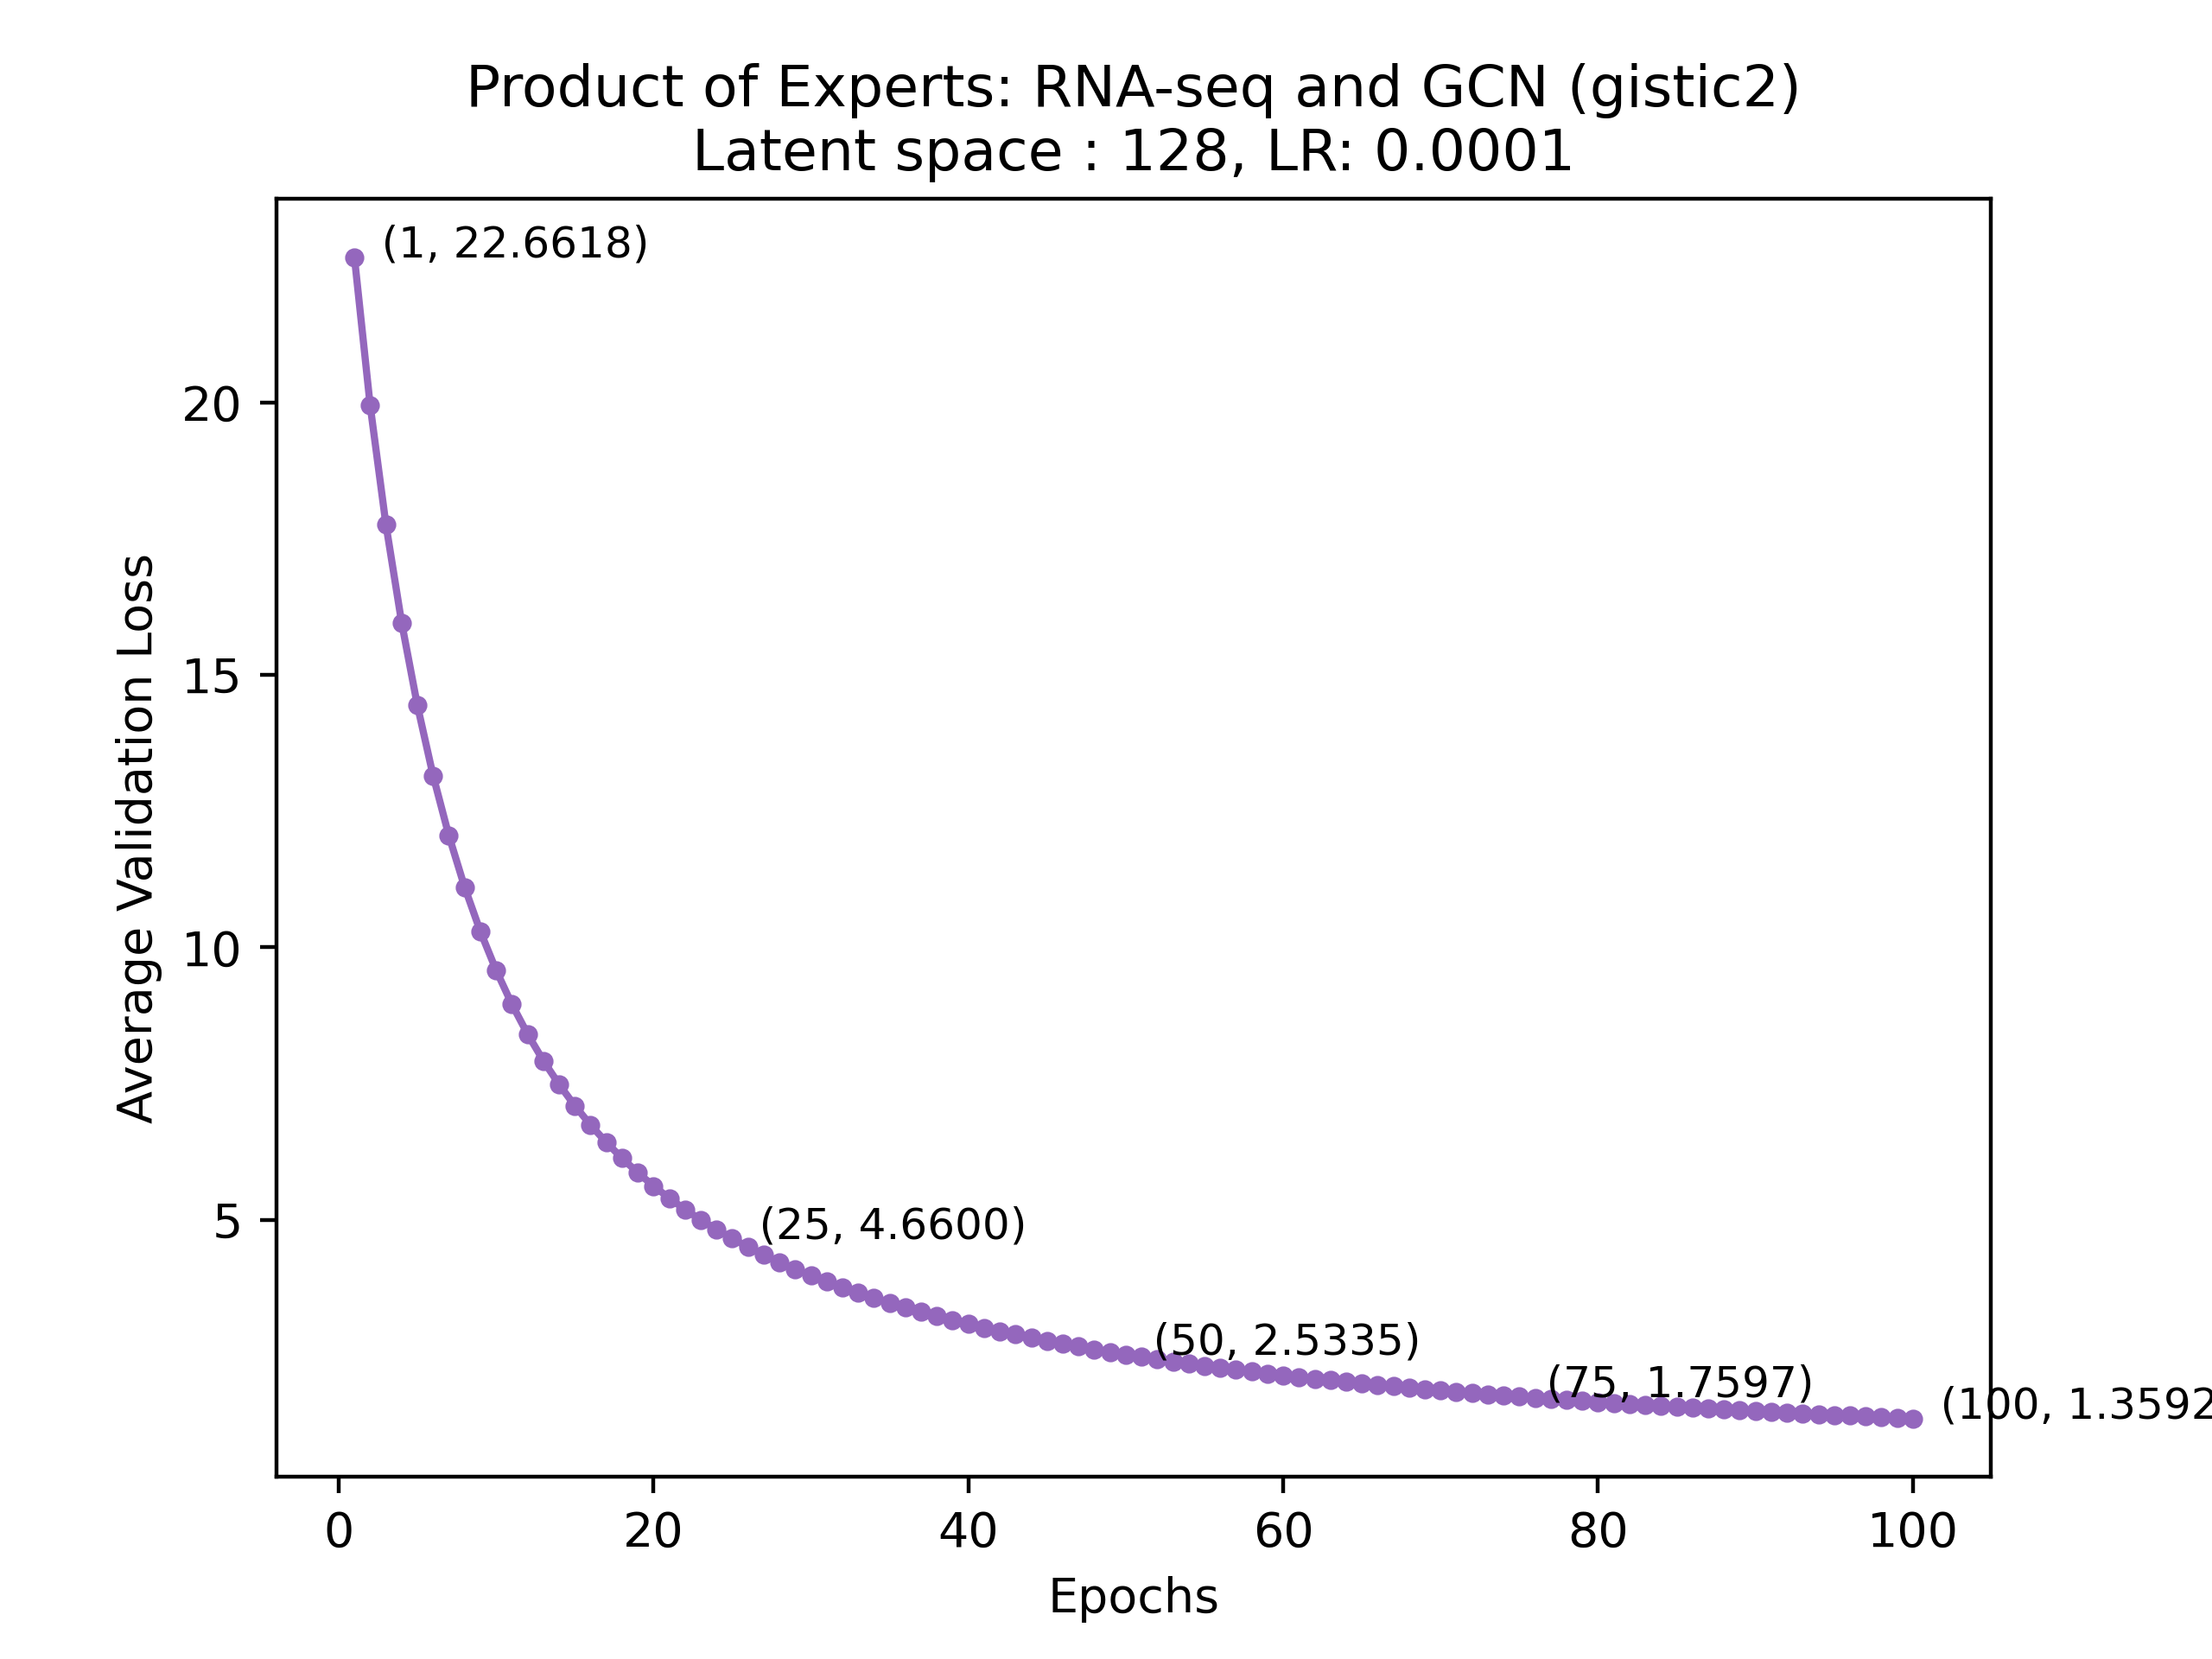 Product of Experts: RNA-seq and GCN (gistic2)
Latent space : 128, LR: 0.0001
(1, 22.6618)
20
15
10
5
Average Validation Loss
(25, 4.6600)
(50, 2.5335)
(75, 1.7597)
(100, 1.3592
0 20 40 60 80 100
Epochs